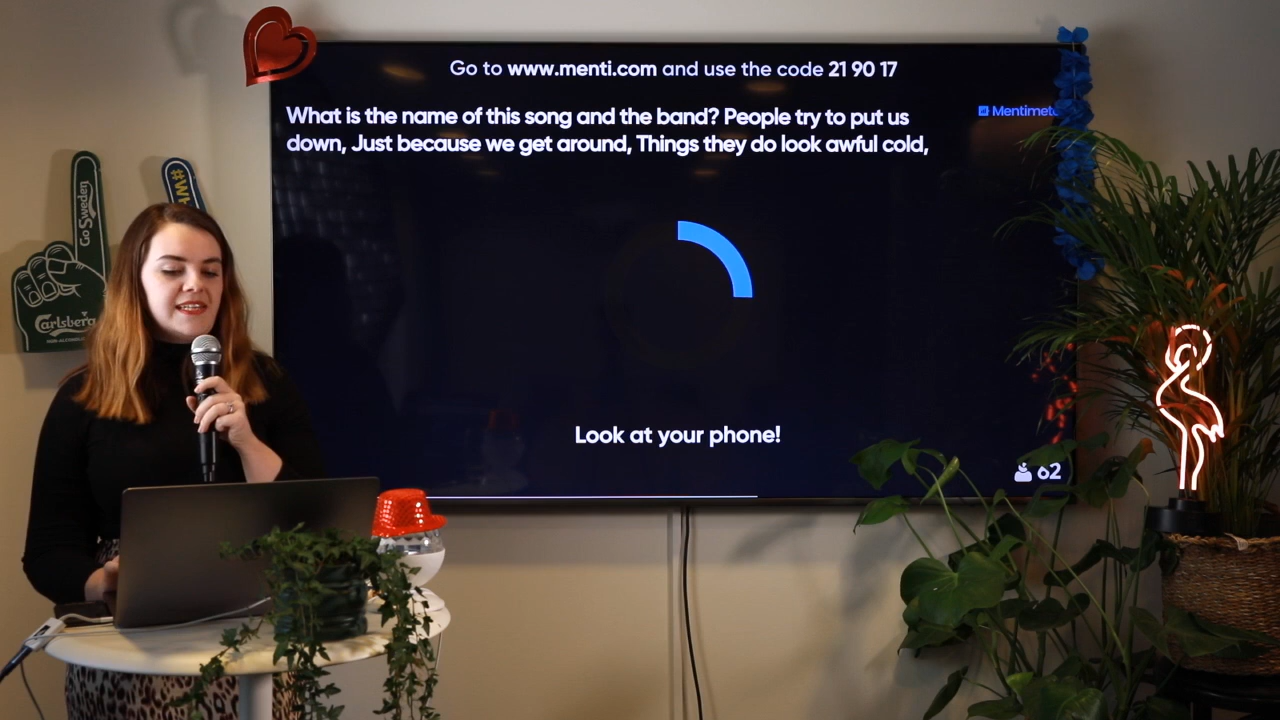 Go to www.menti.com and use the code 21 90 17
What is the name of this song and the band? People try to put us
down, Just because we get around, Things they do look awful cold,
Mentimet
Look at your phone!
62
Go Sweden
Carlsberg
#W